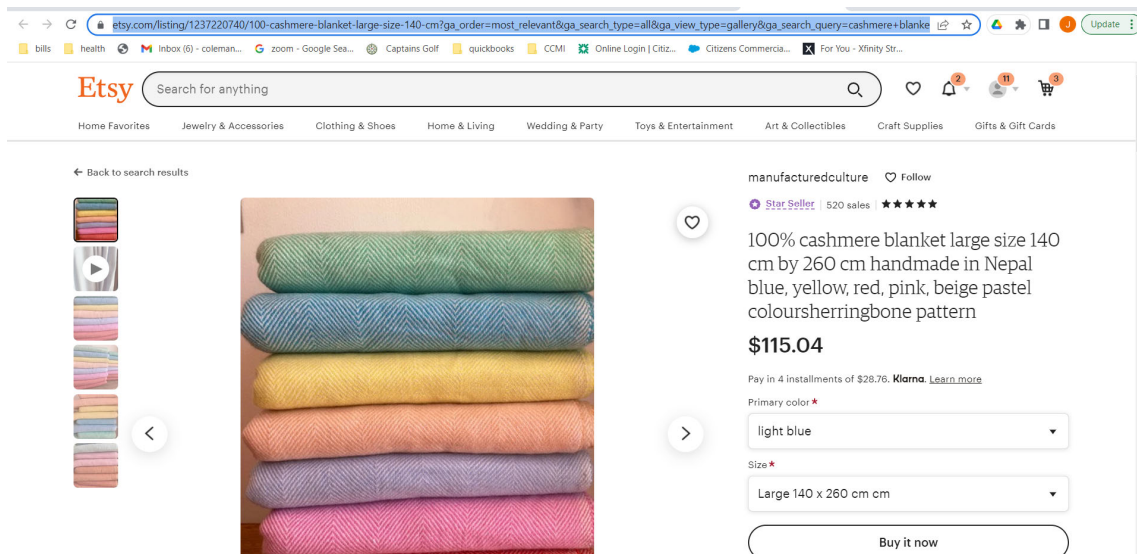 etsy.com/listing/1237220740/100-cashmere-blanket-large-size-140-cm?ga_order=most_relevant&ga_search_type=all&ga_view_type=gallery&ga_search_query=cashmere+blanke
J Update
bills health Inbox (6) - coleman... zoom - Google Sea... Captains Golf quickbooks CCMI Online Login | Citiz... Citizens Commercia... For You - Xfinity Str...
Etsy Search for anything 2 11 3
Home Favorites Jewelry & Accessories Clothing & Shoes Home & Living Wedding & Party Toys & Entertainment Art & Collectibles Craft Supplies Gifts & Gift Cards
Back to search results
manufacturedculture Follow
Star Seller | 520 sales |
100% cashmere blanket large size 140
cm by 260 cm handmade in Nepal
blue, yellow, red, pink, beige pastel
coloursherringbone pattern
$115.04
Pay in 4 installments of $28.76. Klarna. Learn more
Primary color *
light blue
Size *
Large 140 x 260 cm cm
Buy it now